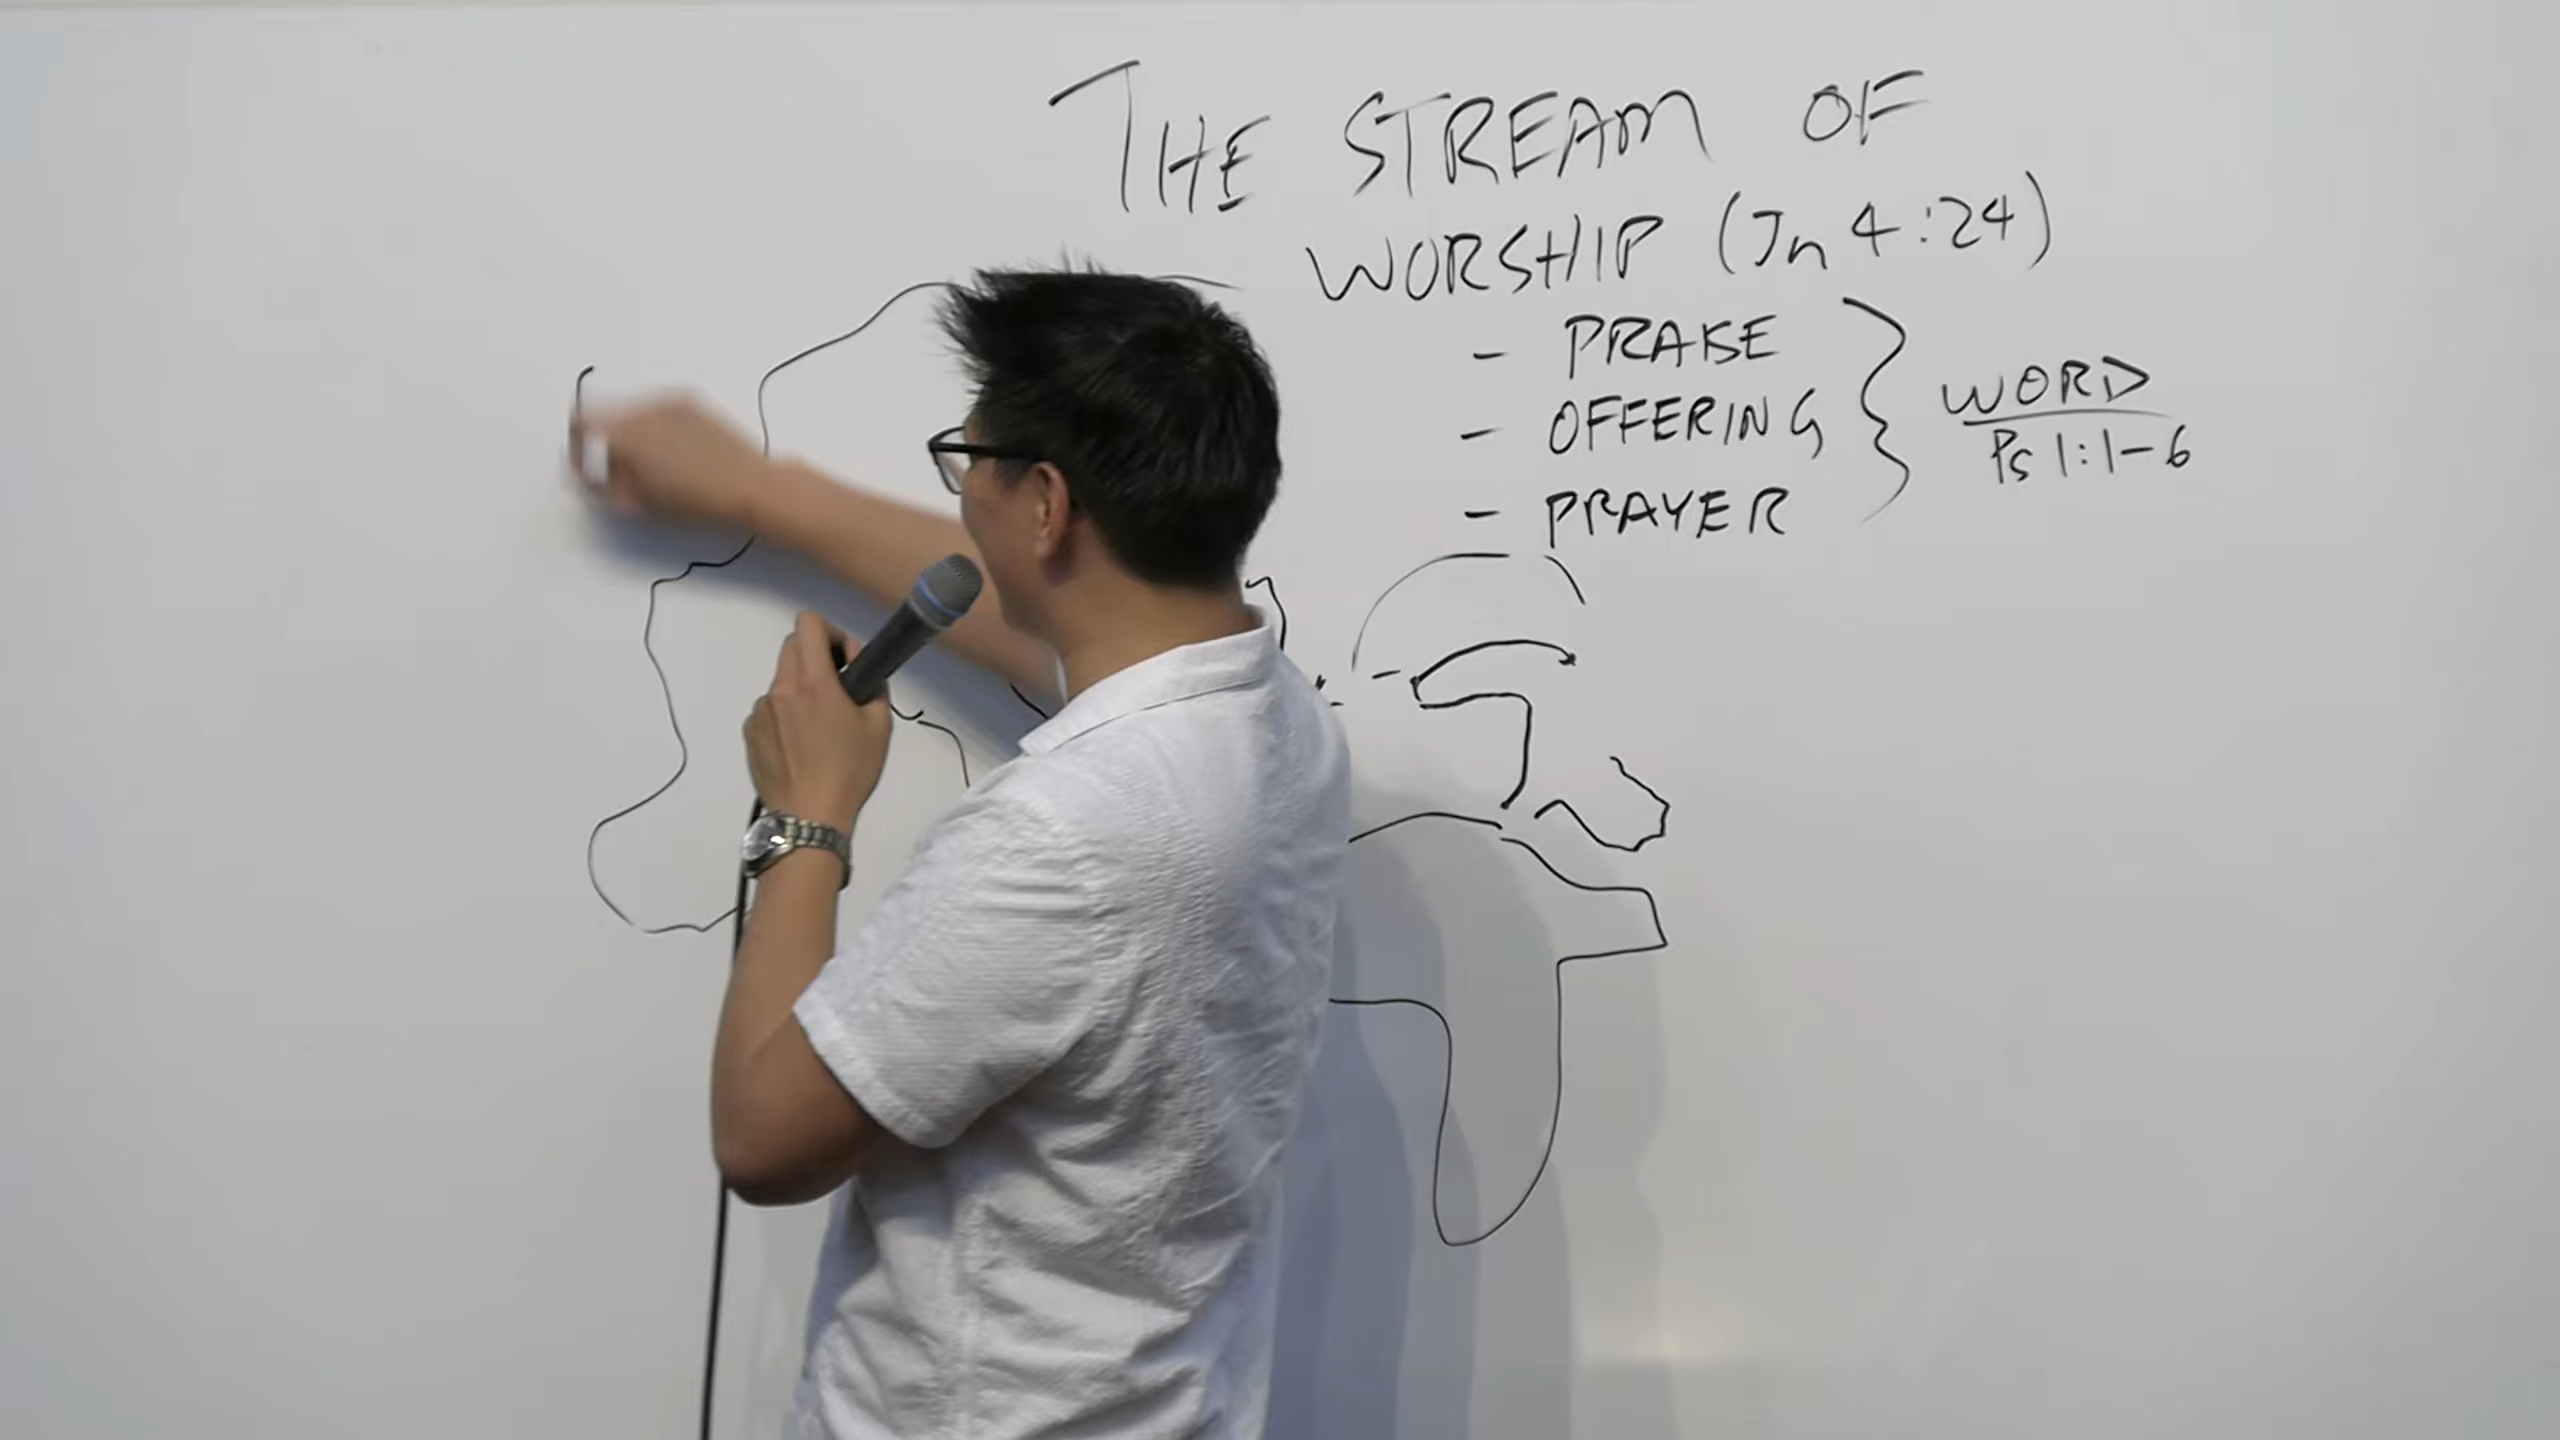 THE STREAM OF
WORSHIP (Jn 4:24)
- PRAISE
- OFFERING
- PRAYER
WORD
Ps 1:1-6